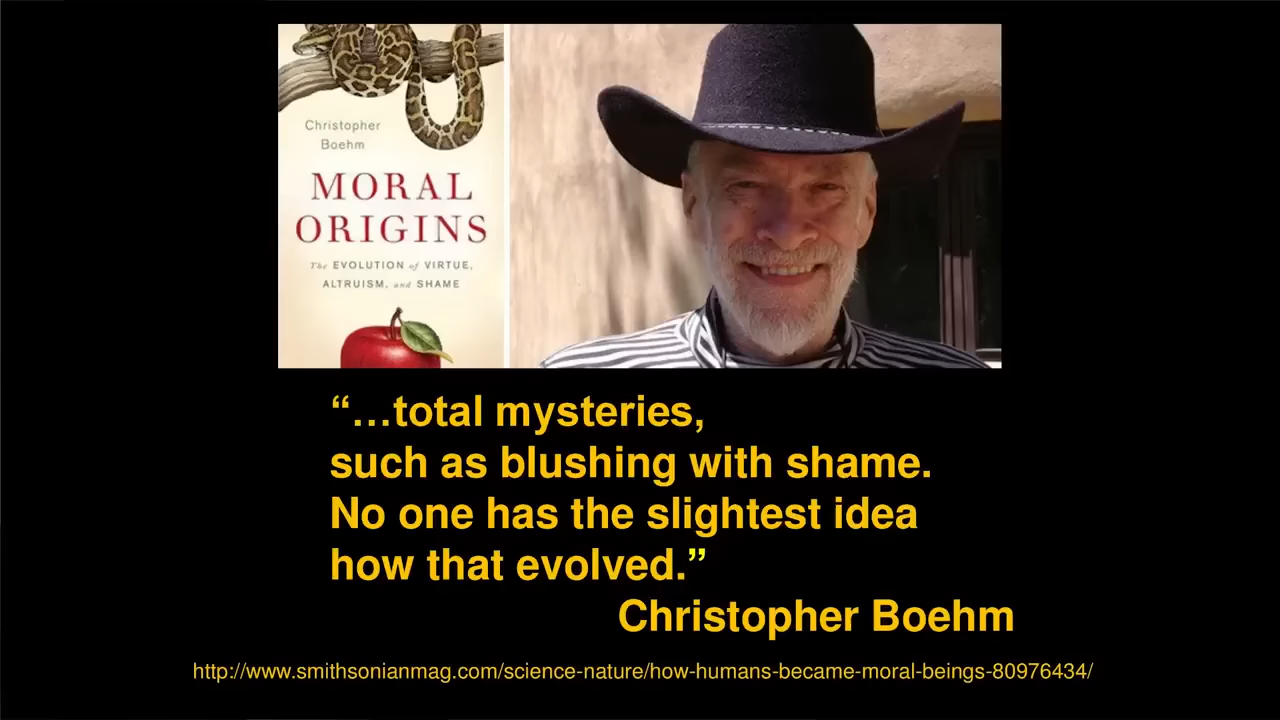 Christopher
Boehm
MORAL
ORIGINS
The EVOLUTION of VIRTUE,
ALTRUISM, and SHAME
“…total mysteries,
such as blushing with shame.
No one has the slightest idea
how that evolved.”
Christopher Boehm
http://www.smithsonianmag.com/science-nature/how-humans-became-moral-beings-80976434/